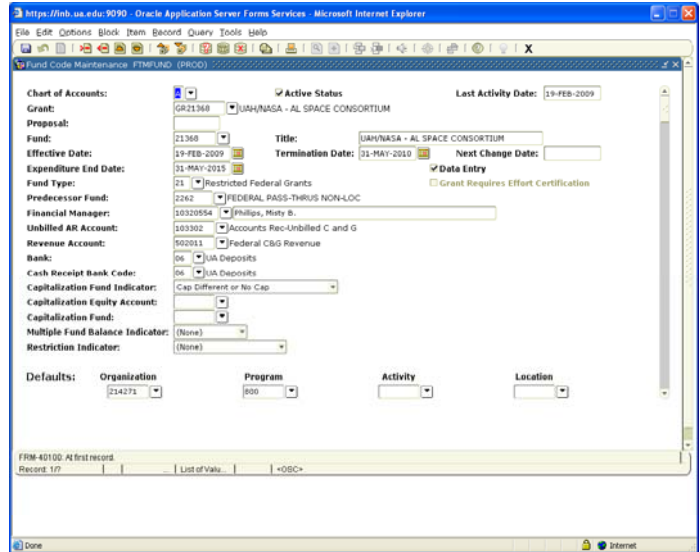 https://inb.ua.edu:9090 - Oracle Application Server Forms Services - Microsoft Internet Explorer
File Edit Options Block Item Record Query Tools Help
X
Fund Code Maintenance FTMFUND (PROD)
Chart of Accounts: A Active Status Last Activity Date: 19-FEB-2009
Grant: GR21368 UAH/NASA - AL SPACE CONSORTIUM
Proposal:
Fund: 21368 Title: UAH/NASA - AL SPACE CONSORTIUM
Effective Date: 19-FEB-2009 Termination Date: 31-MAY-2010 Next Change Date:
Expenditure End Date: 31-MAY-2015 Data Entry
Fund Type: 21 Restricted Federal Grants Grant Requires Effort Certification
Predecessor Fund: 2262 FEDERAL PASS-THRUS NON-LOC
Financial Manager: 10320554 Phillips, Misty B.
Unbilled AR Account: 103302 Accounts Rec-Unbilled C and G
Revenue Account: 502011 Federal C&G Revenue
Bank: 06 UA Deposits
Cash Receipt Bank Code: 06 UA Deposits
Capitalization Fund Indicator: Cap Different or No Cap
Capitalization Equity Account:
Capitalization Fund:
Multiple Fund Balance Indicator: (None)
Restriction Indicator: (None)
Defaults: Organization Program Activity Location
214271 800
FRM-40100: At first record.
Record: 1/? ... List of Valu... <OSC>
Done Internet